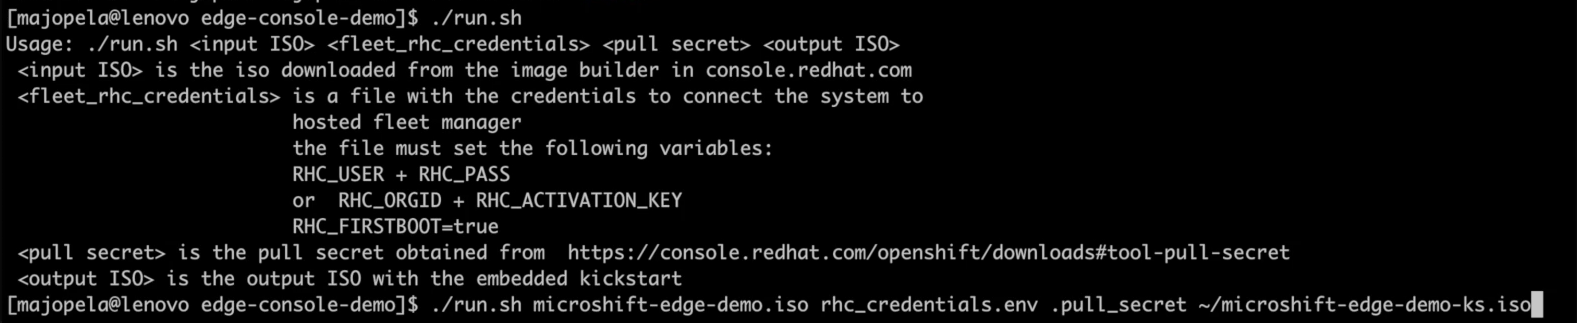 [majopela@lenovo edge-console-demo]$ ./run.sh
Usage: ./run.sh <input ISO> <fleet_rhc_credentials> <pull secret> <output ISO>
<input ISO> is the iso downloaded from the image builder in console.redhat.com
<fleet_rhc_credentials> is a file with the credentials to connect the system to
hosted fleet manager
the file must set the following variables:
RHC_USER + RHC_PASS
or  RHC_ORGID + RHC_ACTIVATION_KEY
RHC_FIRSTBOOT=true
<pull secret> is the pull secret obtained from  https://console.redhat.com/openshift/downloads#tool-pull-secret
<output ISO> is the output ISO with the embedded kickstart
[majopela@lenovo edge-console-demo]$ ./run.sh microshift-edge-demo.iso rhc_credentials.env .pull_secret ~/microshift-edge-demo-ks.iso